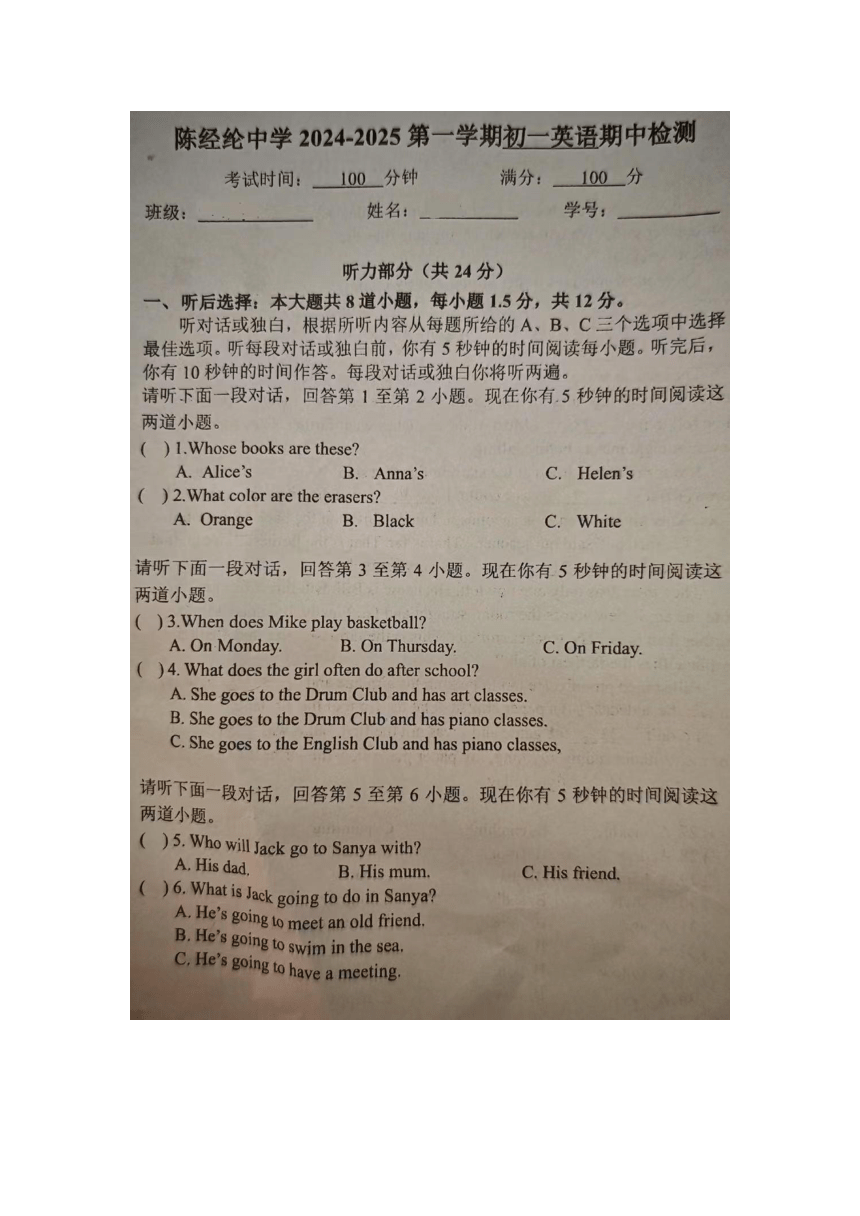 陈经纶中学 2024-2025 第一学期初一英语期中检测
考试时间： 100 分钟 满分： 100 分
班级： 姓名： 学号：
听力部分（共 24 分）
一、听后选择：本大题共 8 道小题，每小题 1.5 分，共 12 分。
听对话或独白，根据所听内容从每题所给的 A、B、C 三个选项中选择
最佳选项。听每段对话或独白前，你有 5 秒钟的时间阅读每小题。听完后，
你有 10 秒钟的时间作答。每段对话或独白你将听两遍。
请听下面一段对话，回答第 1 至第 2 小题。现在你有 5 秒钟的时间阅读这
两道小题。
( ) 1.Whose books are these?
A. Alice's B. Anna's C. Helen's
( ) 2.What color are the erasers?
A. Orange B. Black C. White
请听下面一段对话，回答第 3 至第 4 小题。现在你有 5 秒钟的时间阅读这
两道小题。
( ) 3.When does Mike play basketball?
A. On Monday. B. On Thursday. C. On Friday.
( ) 4. What does the girl often do after school?
A. She goes to the Drum Club and has art classes.
B. She goes to the Drum Club and has piano classes.
C. She goes to the English Club and has piano classes,
请听下面一段对话，回答第 5 至第 6 小题。现在你有 5 秒钟的时间阅读这
两道小题。
( ) 5. Who will Jack go to Sanya with?
A. His dad. B. His mum. C. His friend.
( ) 6. What is Jack going to do in Sanya?
A. He's going to meet an old friend.
B. He's going to swim in the sea.
C. He's going to have a meeting.